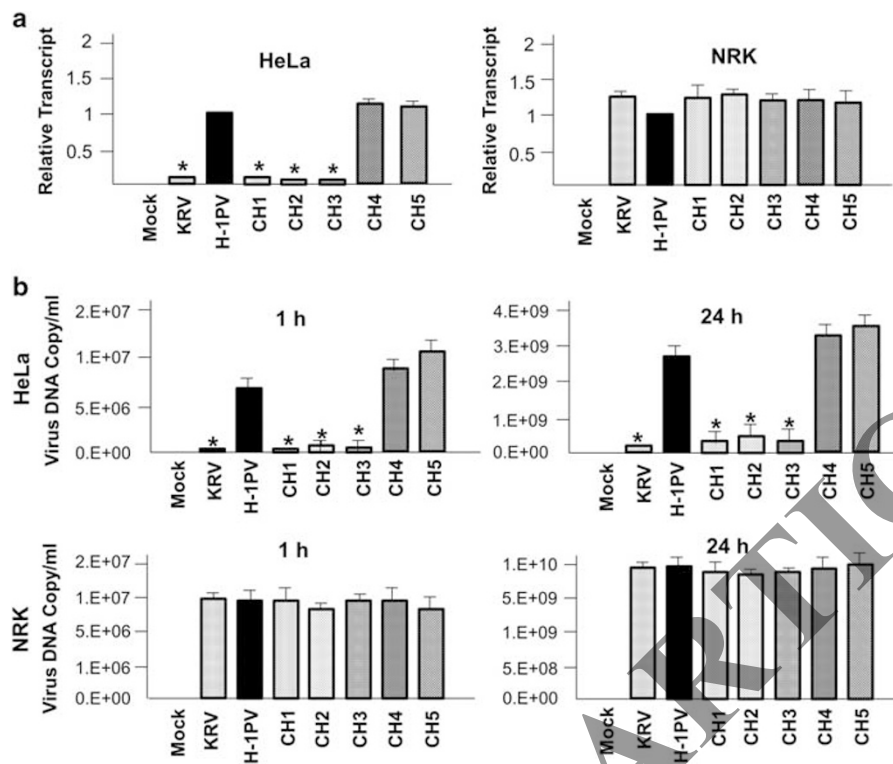 a
HeLa
Relative Transcript
2
1.5
1
0.5
* * * *
Mock KRV H-1PV CH1 CH2 CH3 CH4 CH5
NRK
Relative Transcript
2
1.5
1
0.5
Mock KRV H-1PV CH1 CH2 CH3 CH4 CH5
b
HeLa
Virus DNA Copy/ml
1 h
2.E+07
1.E+07
5.E+06
0.E+00
* * * *
Mock KRV H-1PV CH1 CH2 CH3 CH4 CH5
24 h
4.E+09
3.E+09
2.E+09
1.E+09
0.E+00
* * * *
Mock KRV H-1PV CH1 CH2 CH3 CH4 CH5
NRK
Virus DNA Copy/ml
1 h
2.E+07
1.E+07
5.E+06
1.E+06
0.E+00
Mock KRV H-1PV CH1 CH2 CH3 CH4 CH5
24 h
1.E+10
5.E+09
1.E+09
5.E+08
0.E+00
Mock KRV H-1PV CH1 CH2 CH3 CH4 CH5
ARTIC